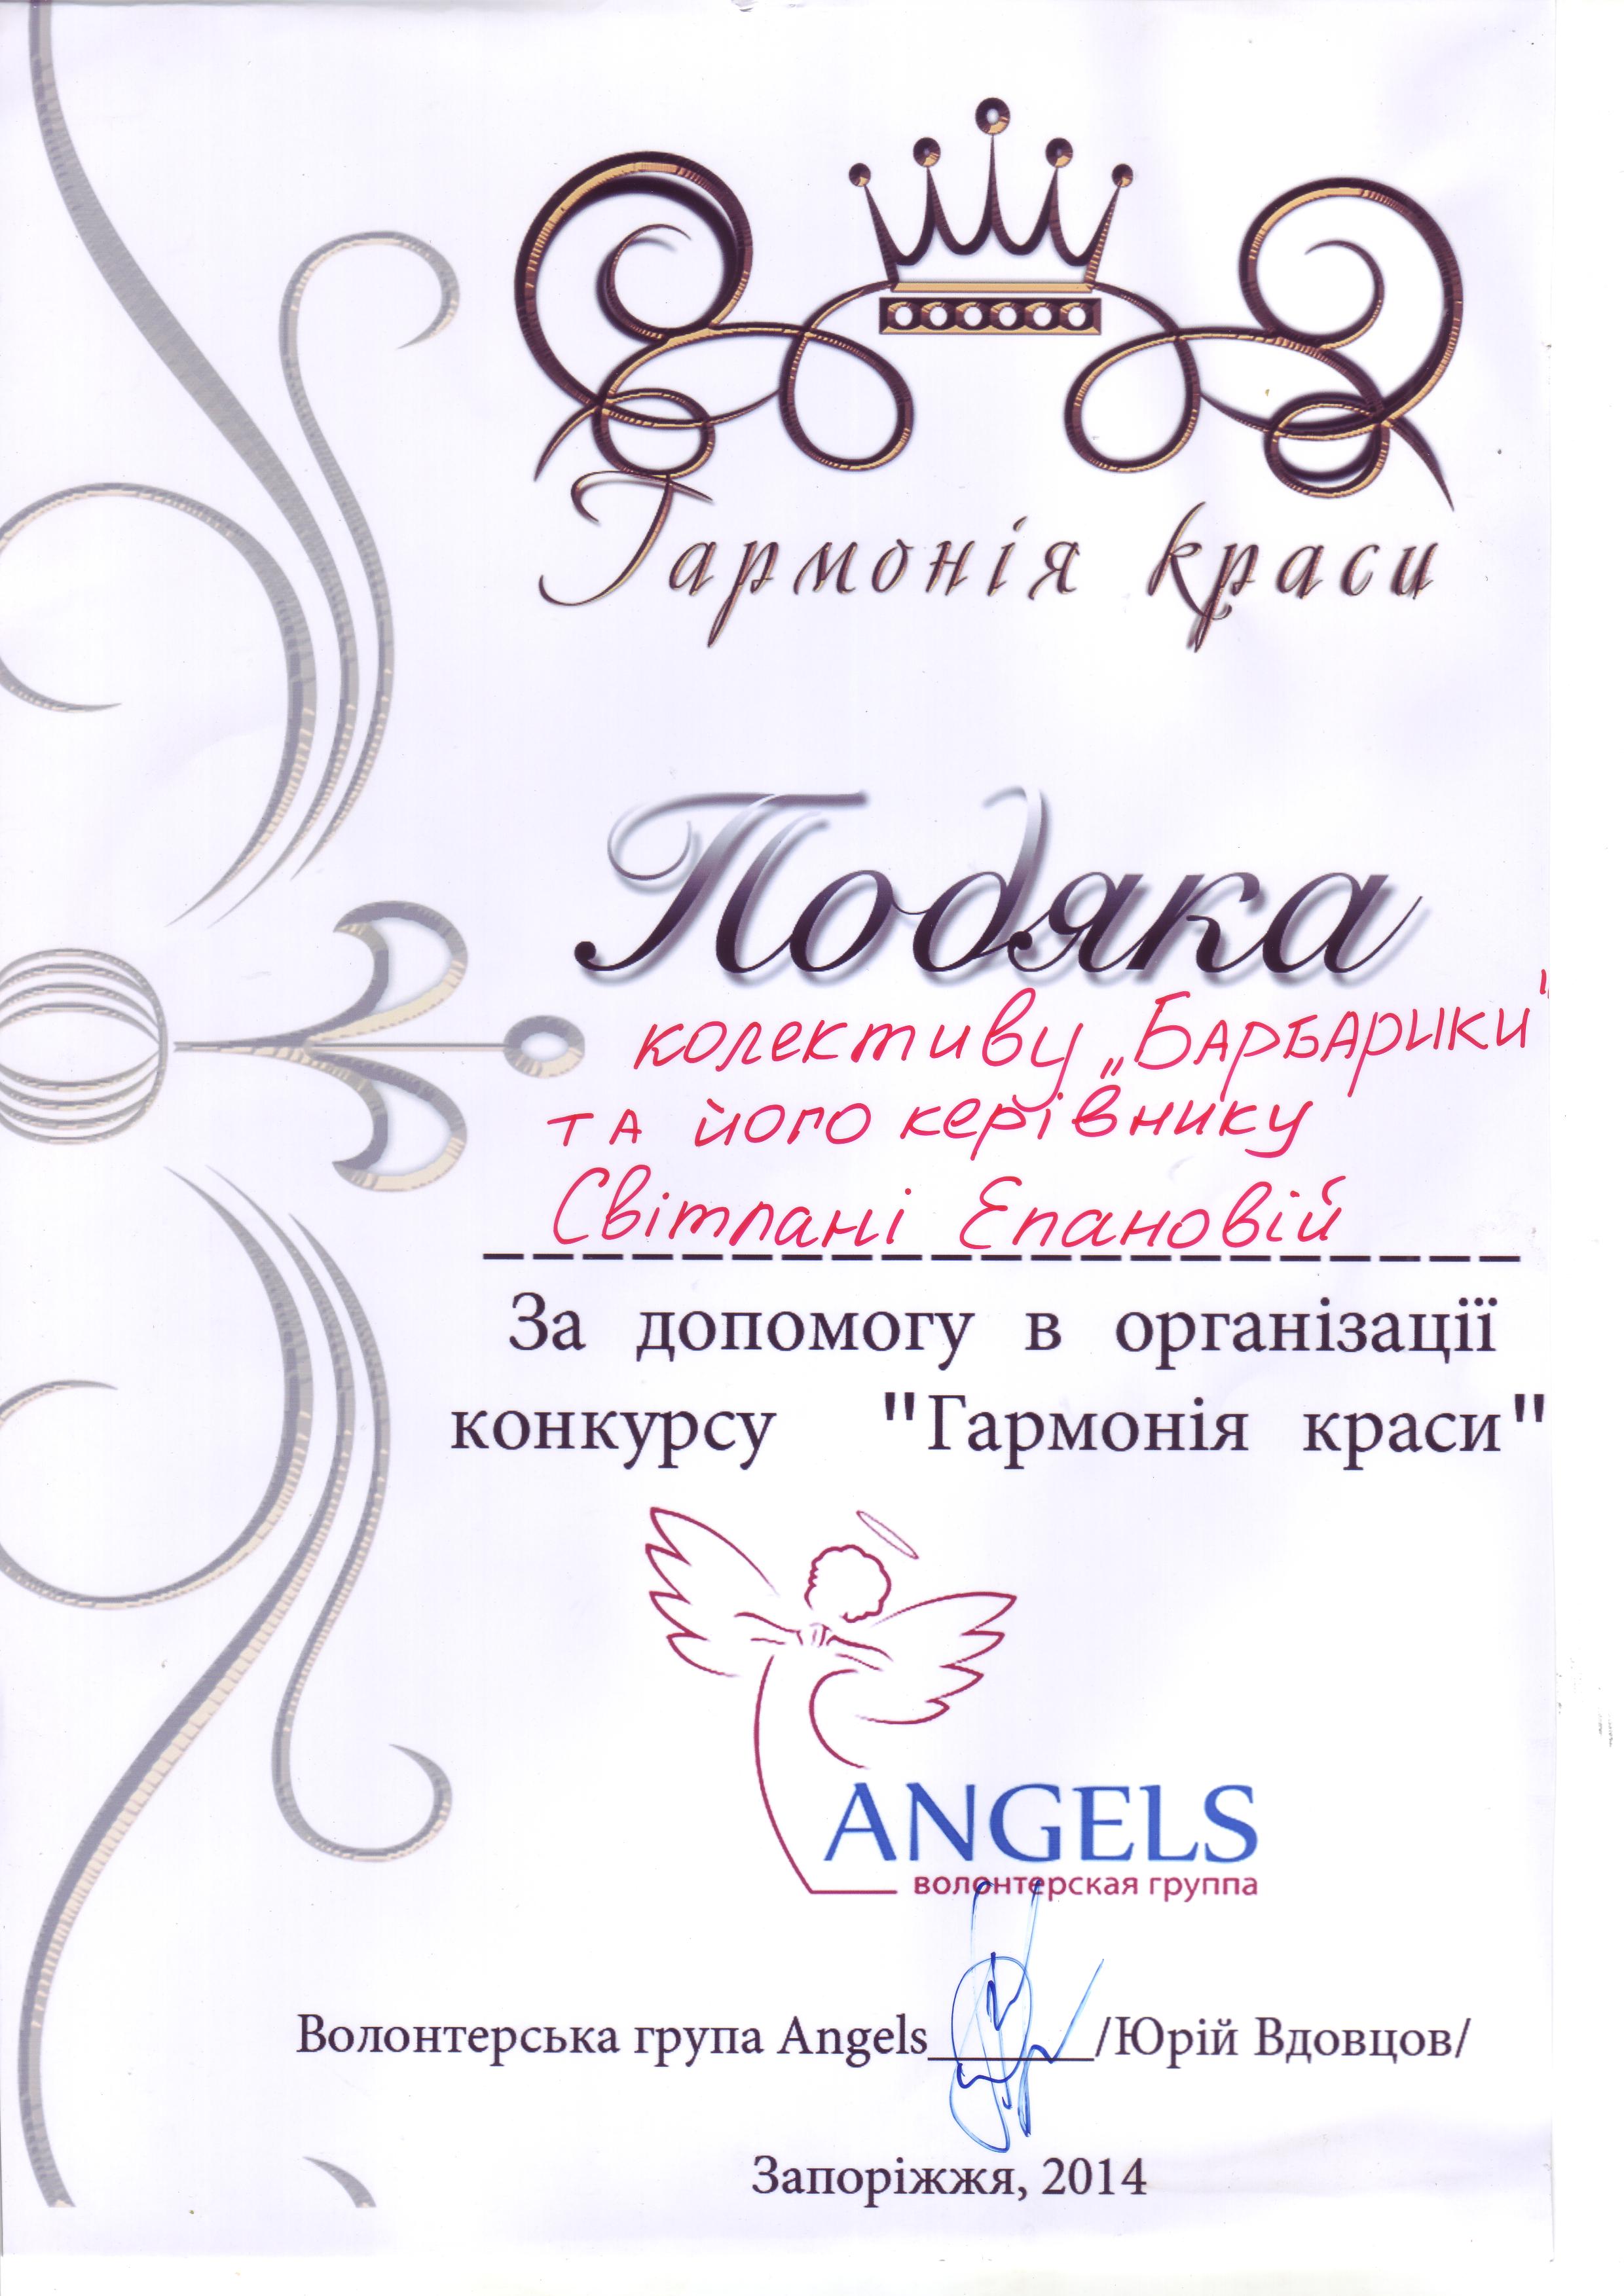 Гармонія краси
Подяка
колективу „Барбарики"
та його керівнику
Світлані Єпановій
За допомогу в організації
конкурсу "Гармонія краси"
ANGELS
волонтерская группа
Волонтерська група Angels_______/Юрій Вдовцов/
Запоріжжя, 2014